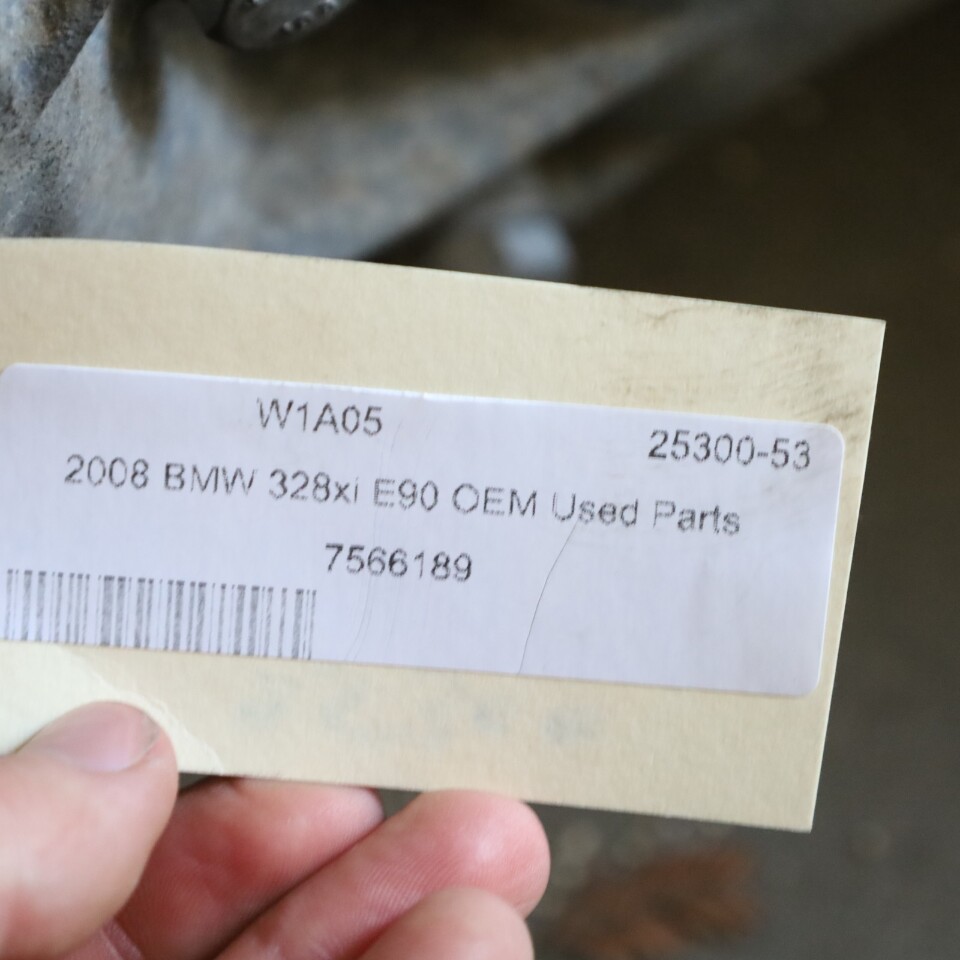 W1A05
25300-53
2008 BMW 328xi E90 OEM Used Parts
7566189